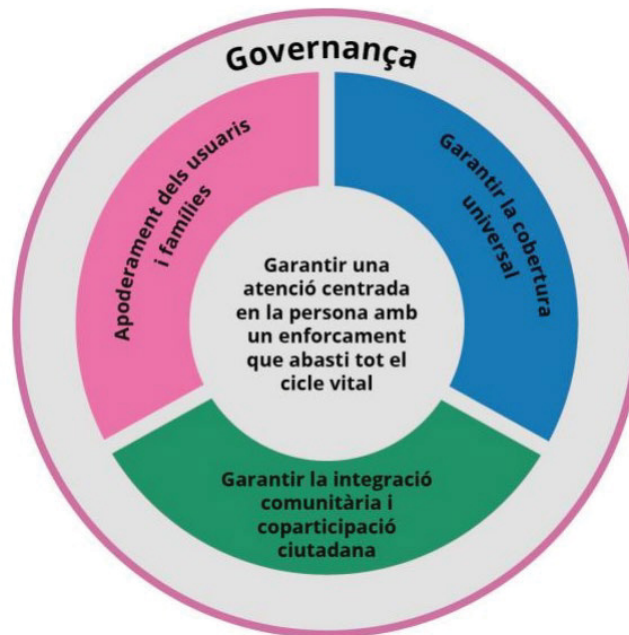 Governança
Apoderament dels usuaris
i famílies
Garantir la cobertura
universal
Garantir una
atenció centrada
en la persona amb
un enforcament
que abasti tot el
cicle vital
Garantir la integració
comunitària i
coparticipació
ciutadana